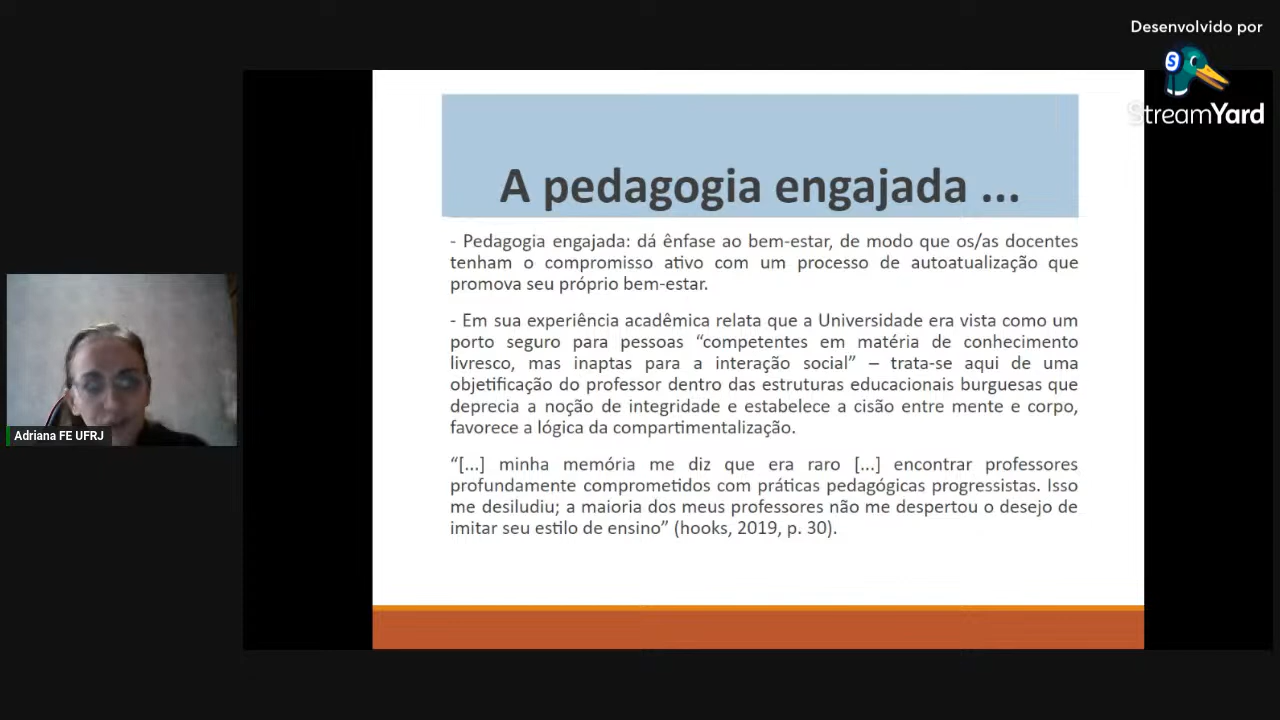 Desenvolvido por
StreamYard
A pedagogia engajada ...
- Pedagogia engajada: dá ênfase ao bem-estar, de modo que os/as docentes
tenham o compromisso ativo com um processo de autoatualização que
promova seu próprio bem-estar.
- Em sua experiência acadêmica relata que a Universidade era vista como um
porto seguro para pessoas “competentes em matéria de conhecimento
livresco, mas inaptas para a interação social” – trata-se aqui de uma
objetificação do professor dentro das estruturas educacionais burguesas que
deprecia a noção de integridade e estabelece a cisão entre mente e corpo,
favorece a lógica da compartimentalização.
“[...] minha memória me diz que era raro [...] encontrar professores
profundamente comprometidos com práticas pedagógicas progressistas. Isso
me desiludiu; a maioria dos meus professores não me despertou o desejo de
imitar seu estilo de ensino” (hooks, 2019, p. 30).
Adriana FE UFRJ